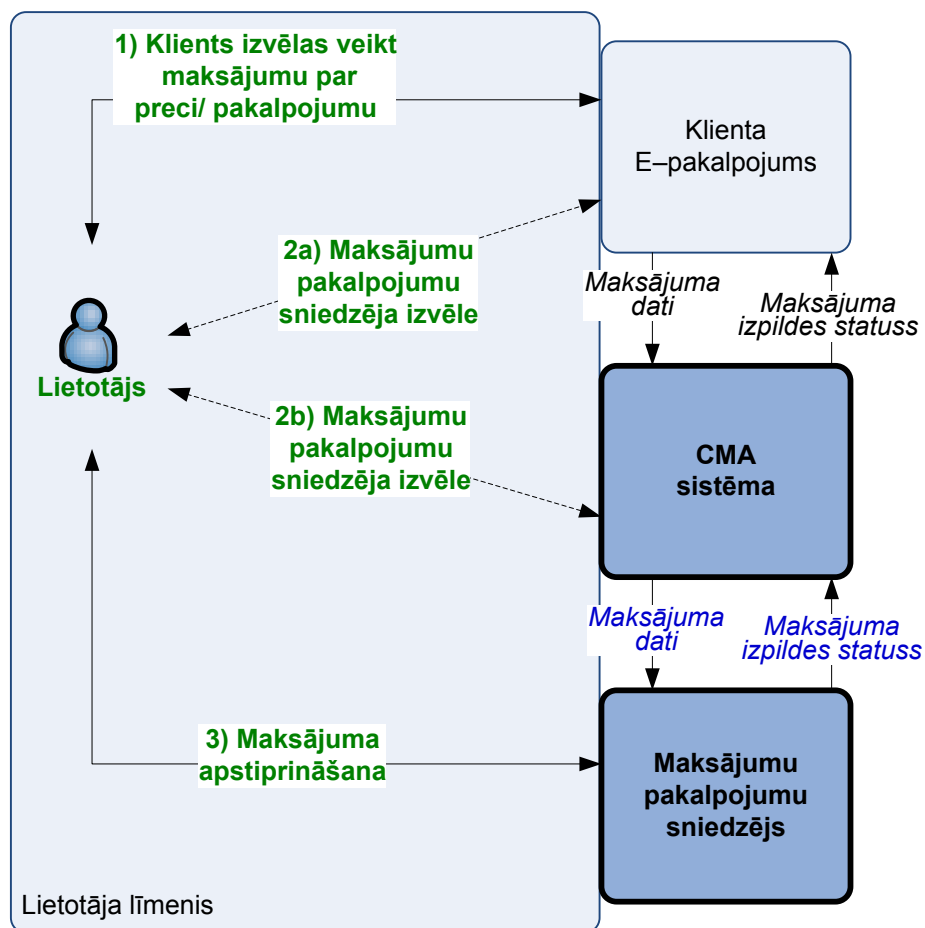 1) Klients izvēlas veikt
maksājumu par
preci/ pakalpojumu
Klienta
E–pakalpojums
2a) Maksājumu
pakalpojumu
sniedzēja izvēle
Maksājuma
dati
Maksājuma
izpildes statuss
Lietotājs
2b) Maksājumu
pakalpojumu
sniedzēja izvēle
CMA
sistēma
Maksājuma
dati
Maksājuma
izpildes statuss
3) Maksājuma
apstiprināšana
Maksājumu
pakalpojumu
sniedzējs
Lietotāja līmenis